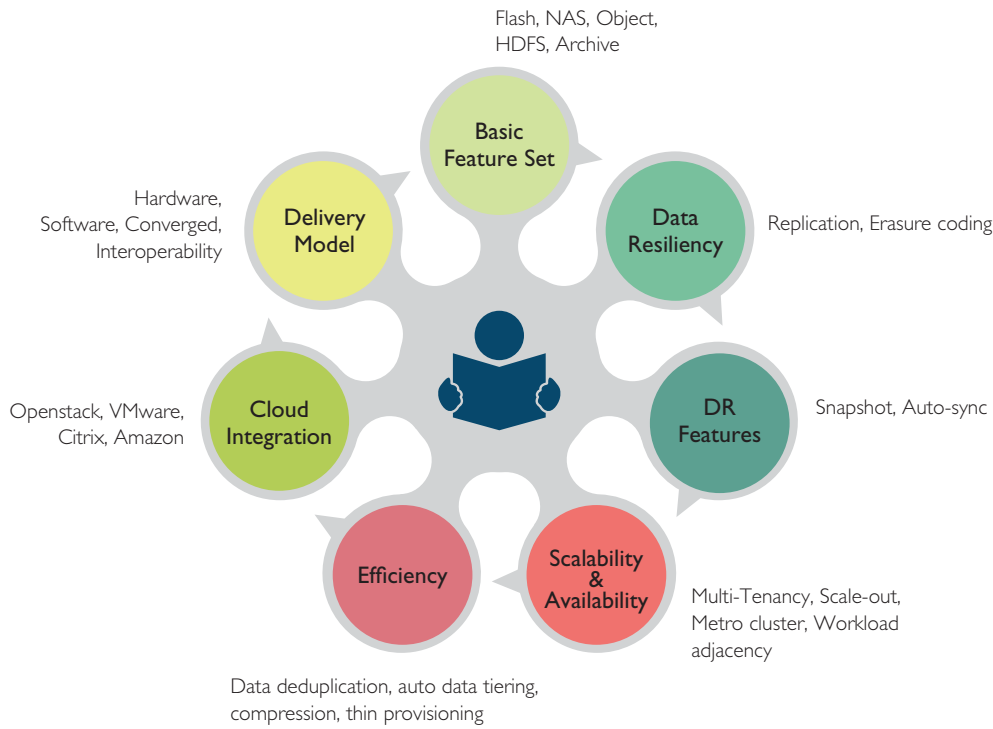 Flash, NAS, Object,
HDFS, Archive
Basic
Feature Set
Data
Resiliency
Replication, Erasure coding
DR
Features
Snapshot, Auto-sync
Scalability
&
Availability
Multi-Tenancy, Scale-out,
Metro cluster, Workload
adjacency
Efficiency
Data deduplication, auto data tiering,
compression, thin provisioning
Cloud
Integration
Openstack, VMware,
Citrix, Amazon
Delivery
Model
Hardware,
Software, Converged,
Interoperability